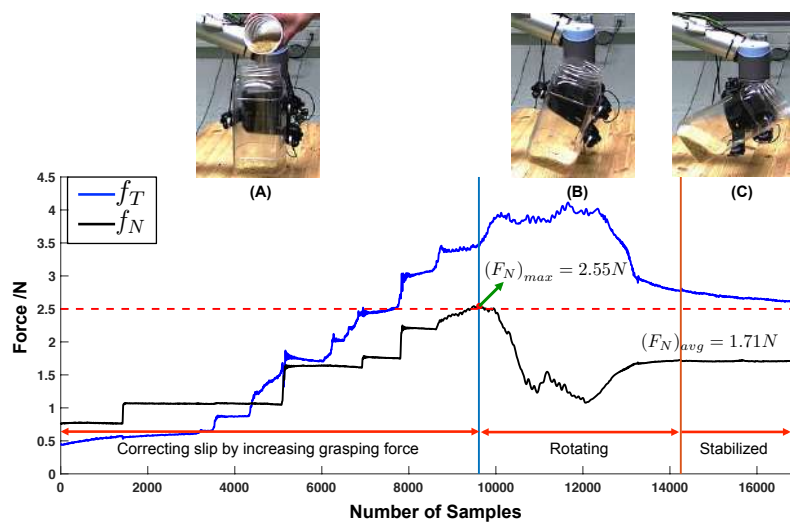 (A)
(B)
(C)
4.5
4
3.5
3
2.5
2
1.5
1
0.5
0
Force /N
f_T
f_N
(F_N)_{max} = 2.55N
(F_N)_{avg} = 1.71N
Correcting slip by increasing grasping force
Rotating
Stabilized
0
2000
4000
6000
8000
10000
12000
14000
16000
Number of Samples